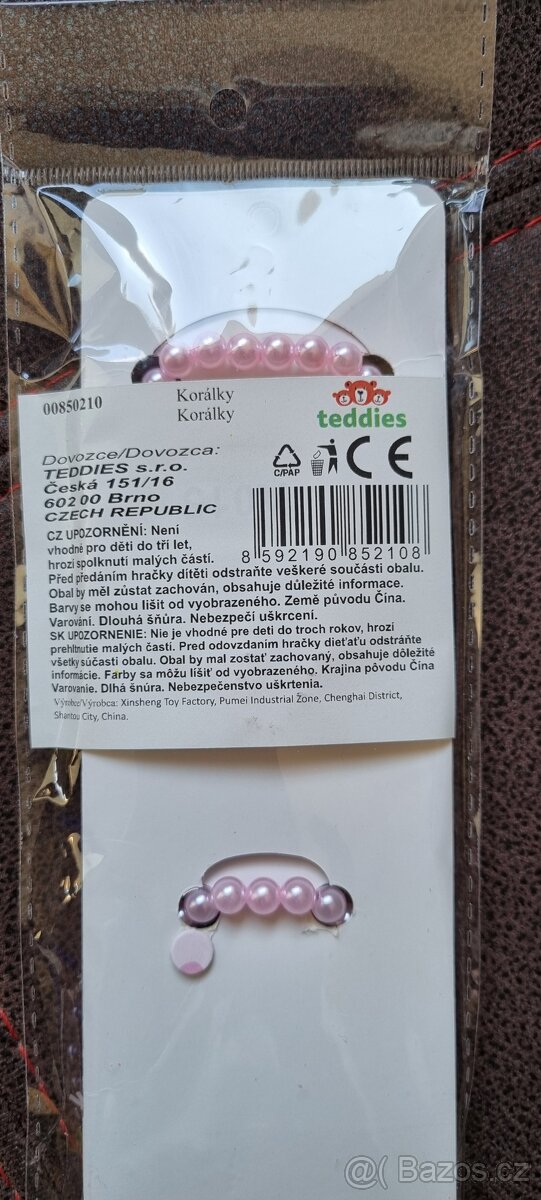 00850210
Korálky
Korálky
teddies
Dovozce/Dovozca:
TEDDIES s.r.o.
Česká 151/16
602 00 Brno
CZECH REPUBLIC
C/PAP
CE
8 592190 852108
CZ UPOZORNĚNÍ: Není
vhodné pro děti do tří let,
hrozí spolknutí malých částí.
Před předáním hračky dítěti odstraňte veškeré součásti obalu.
Obal by měl zůstat zachován, obsahuje důležité informace.
Barvy se mohou lišit od vyobrazeného. Země původu Čína.
Varování. Dlouhá šňůra. Nebezpečí uškrcení.
SK UPOZORNENIE: Nie je vhodné pre deti do troch rokov, hrozí
prehltnutie malých částí. Pred odovzdaním hračky dieťaťu odstráňte
všetky súčasti obalu. Obal by mal zostať zachovaný, obsahuje dôležité
informácie. Farby sa môžu líšiť od vyobrazeného. Krajina pôvodu Čína
Varovanie. Dlhá šnúra. Nebezpečenstvo uškrtenia.
Výrobce/Výrobca: Xinsheng Toy Factory, Pumei Industrial Zone, Chenghai District,
Shantou City, China.
@ Bazos.cz